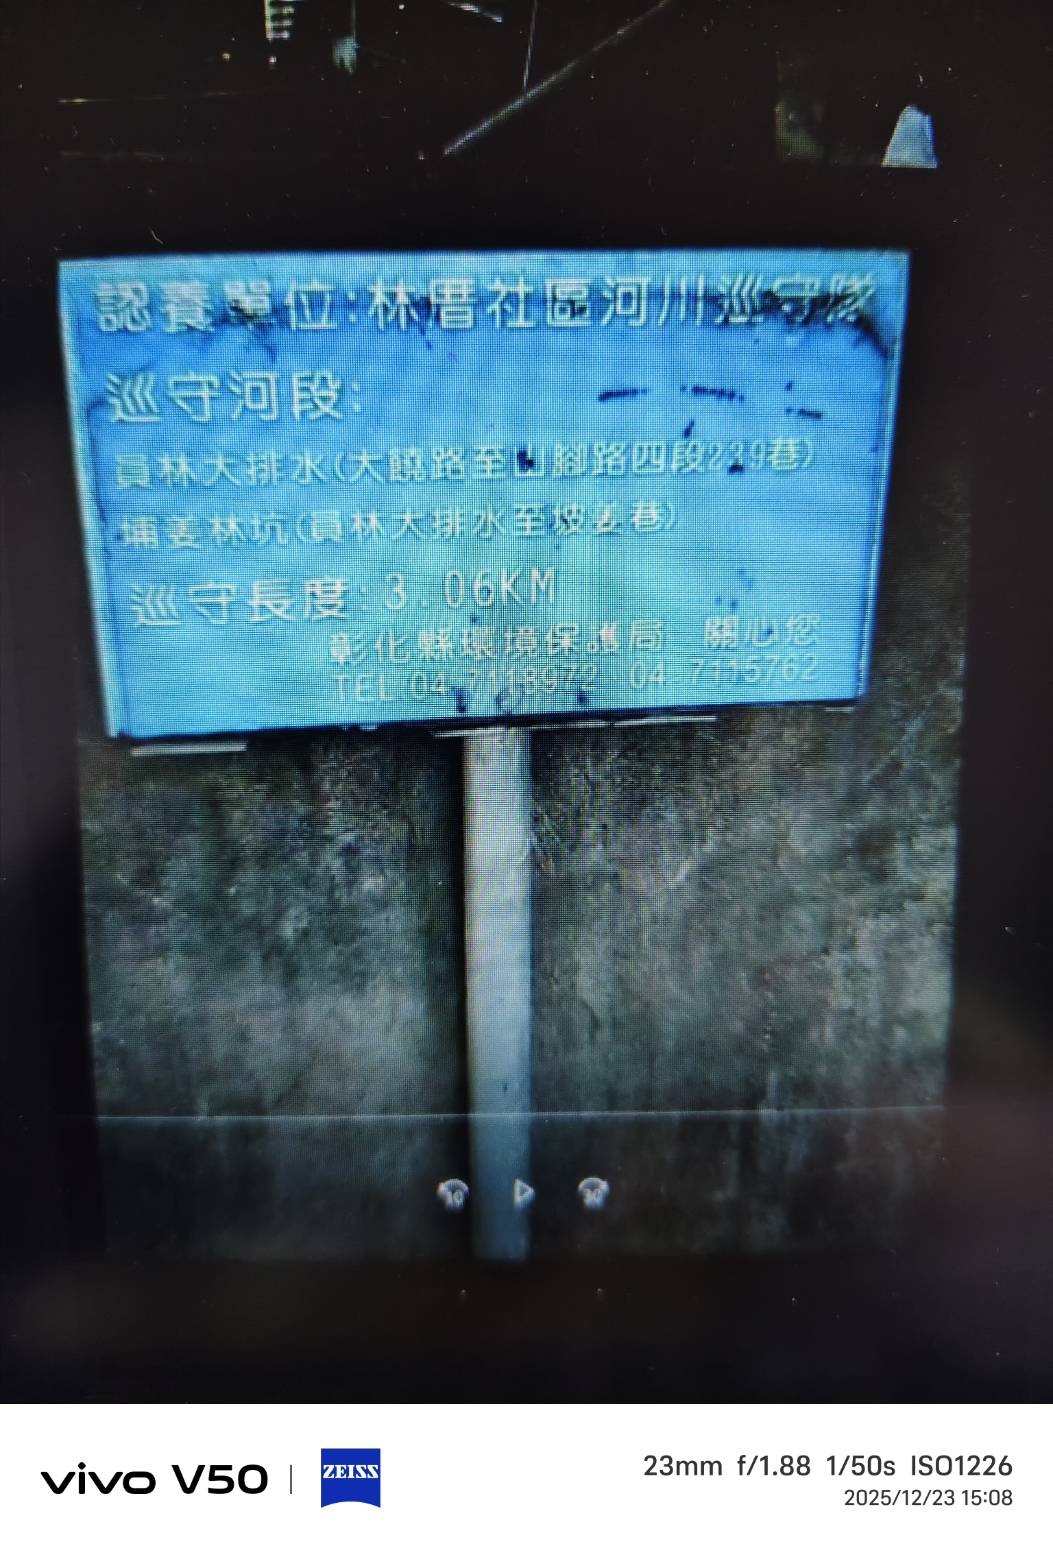 認養單位:林厝社區河川巡守隊
巡守河段:
員林大排水(大饒路至山腳路四段239巷)
埔姜林坑(員林大排水至坡姜巷)
巡守長度:3.06KM
彰化縣環境保護局 關心您
TEL 04-7118972 04-7115762
10 30
vivo V50 | ZEISS
23mm f/1.88 1/50s ISO1226
2025/12/23 15:08